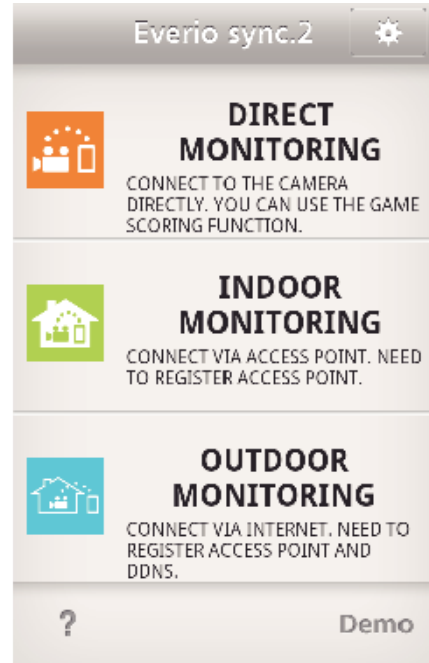 Everio sync.2
DIRECT
MONITORING
CONNECT TO THE CAMERA
DIRECTLY. YOU CAN USE THE GAME
SCORING FUNCTION.
INDOOR
MONITORING
CONNECT VIA ACCESS POINT. NEED
TO REGISTER ACCESS POINT.
OUTDOOR
MONITORING
CONNECT VIA INTERNET. NEED TO
REGISTER ACCESS POINT AND
DDNS.
? Demo